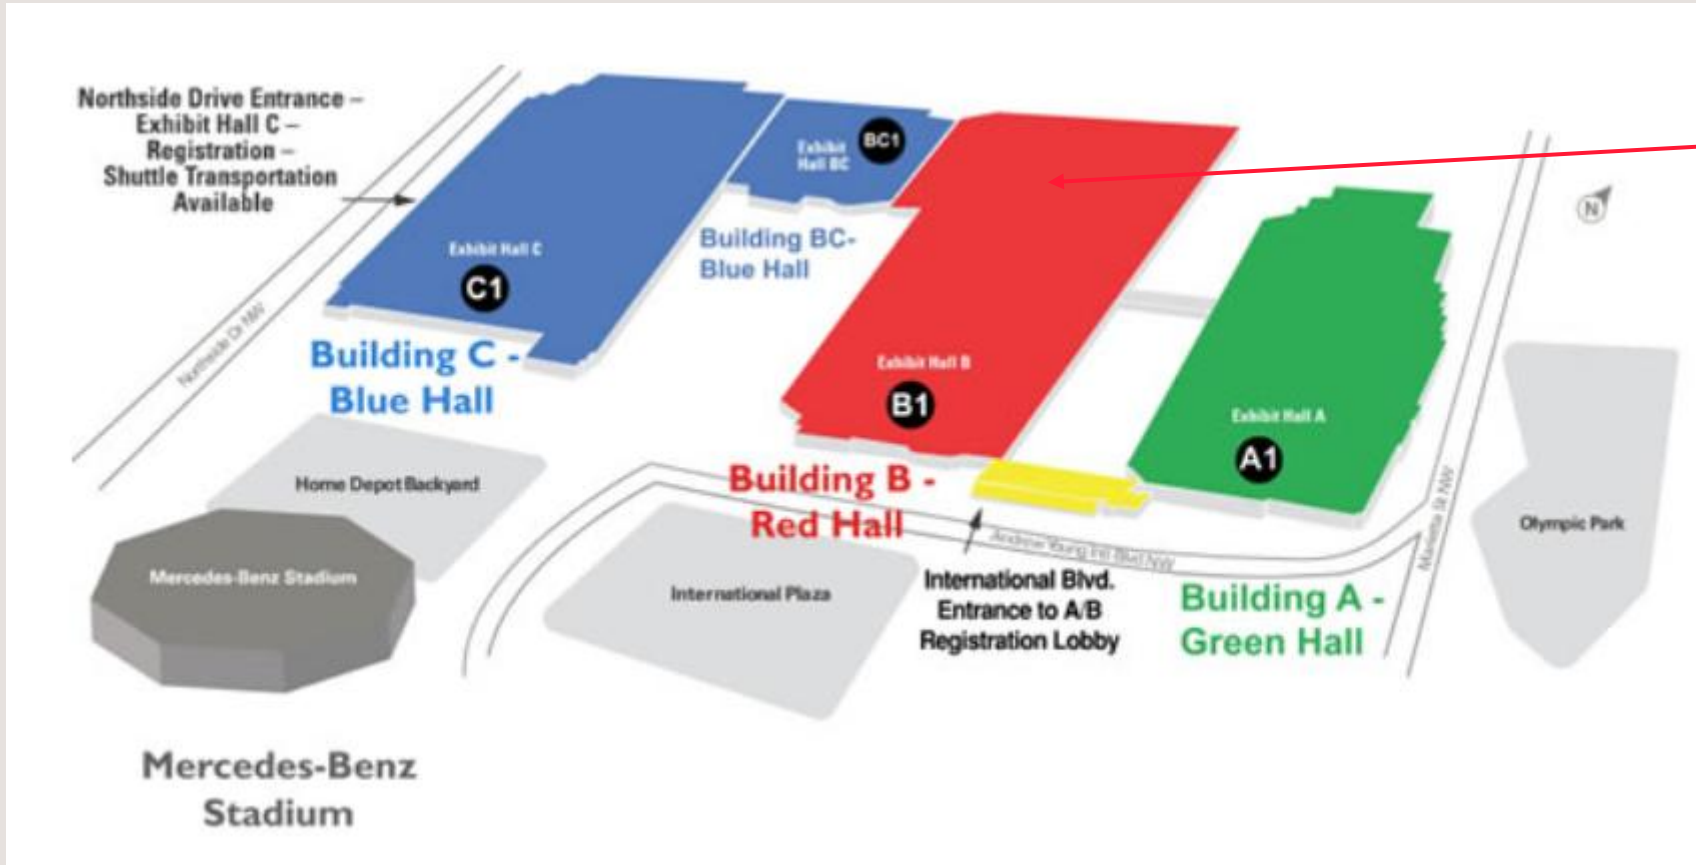 Northside Drive Entrance –
Exhibit Hall C –
Registration –
Shuttle Transportation
Available
Exhibit
Hall BC
BC1
N
Building BC-
Blue Hall
Exhibit Hall C
C1
Northside Dr NW
Building C -
Blue Hall
Exhibit Hall B
B1
Exhibit Hall A
A1
Home Depot Backyard
Building B -
Red Hall
Olympic Park
Marietta St NW
Andrew Young Intl Blvd NW
Mercedes-Benz Stadium
International Plaza
International Blvd.
Entrance to A/B
Registration Lobby
Building A -
Green Hall
Mercedes-Benz
Stadium